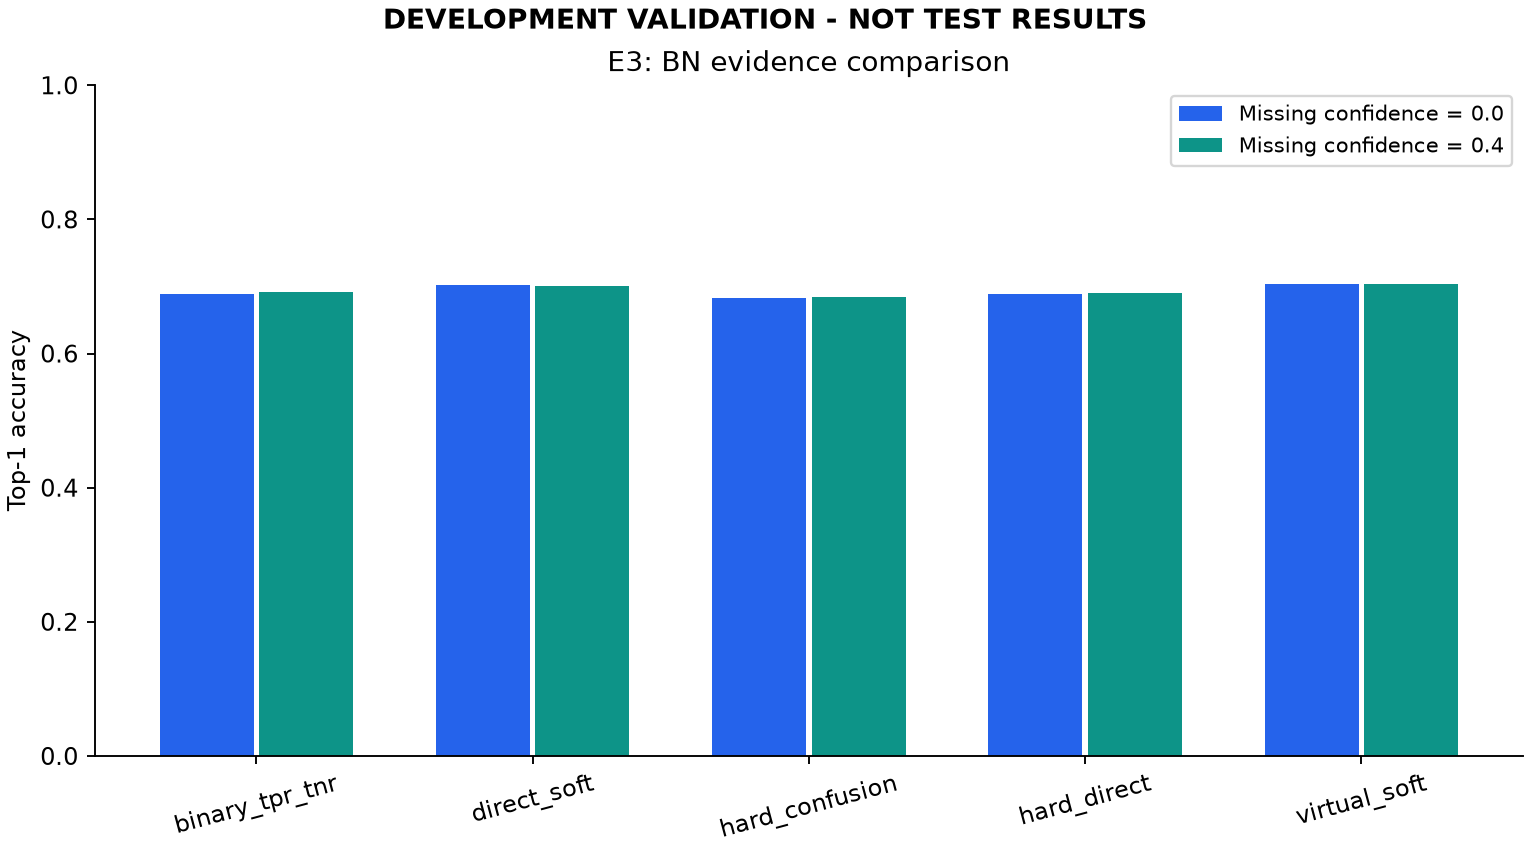 DEVELOPMENT VALIDATION - NOT TEST RESULTS
E3: BN evidence comparison
Missing confidence = 0.0
Missing confidence = 0.4
Top-1 accuracy
1.0
0.8
0.6
0.4
0.2
0.0
binary_tpr_tnr
direct_soft
hard_confusion
hard_direct
virtual_soft